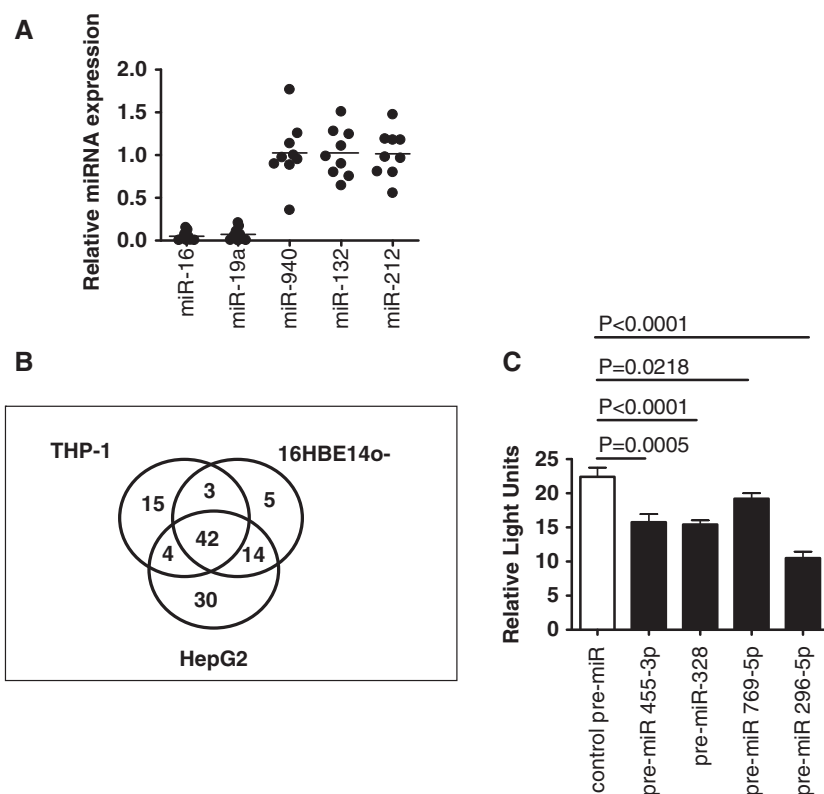 A
Relative miRNA expression
2.0
1.5
1.0
0.5
0.0
miR-16
miR-19a
miR-940
miR-132
miR-212
B
THP-1
16HBE14o-
15
3
5
42
4
14
30
HepG2
C
P<0.0001
P=0.0218
P<0.0001
P=0.0005
Relative Light Units
25
20
15
10
5
0
control pre-miR
pre-miR 455-3p
pre-miR-328
pre-miR 769-5p
pre-miR 296-5p